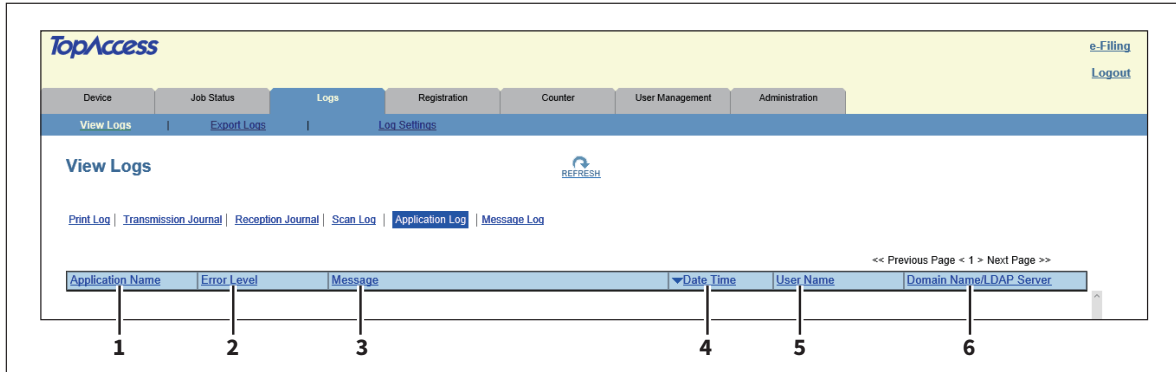 TopAccess
e-Filing
Logout
Device Job Status Logs Registration Counter User Management Administration
View Logs | Export Logs | Log Settings
View Logs
REFRESH
Print Log | Transmission Journal | Reception Journal | Scan Log | Application Log | Message Log
<< Previous Page < 1 > Next Page >>
Application Name Error Level Message ▼Date Time User Name Domain Name/LDAP Server
1 2 3 4 5 6